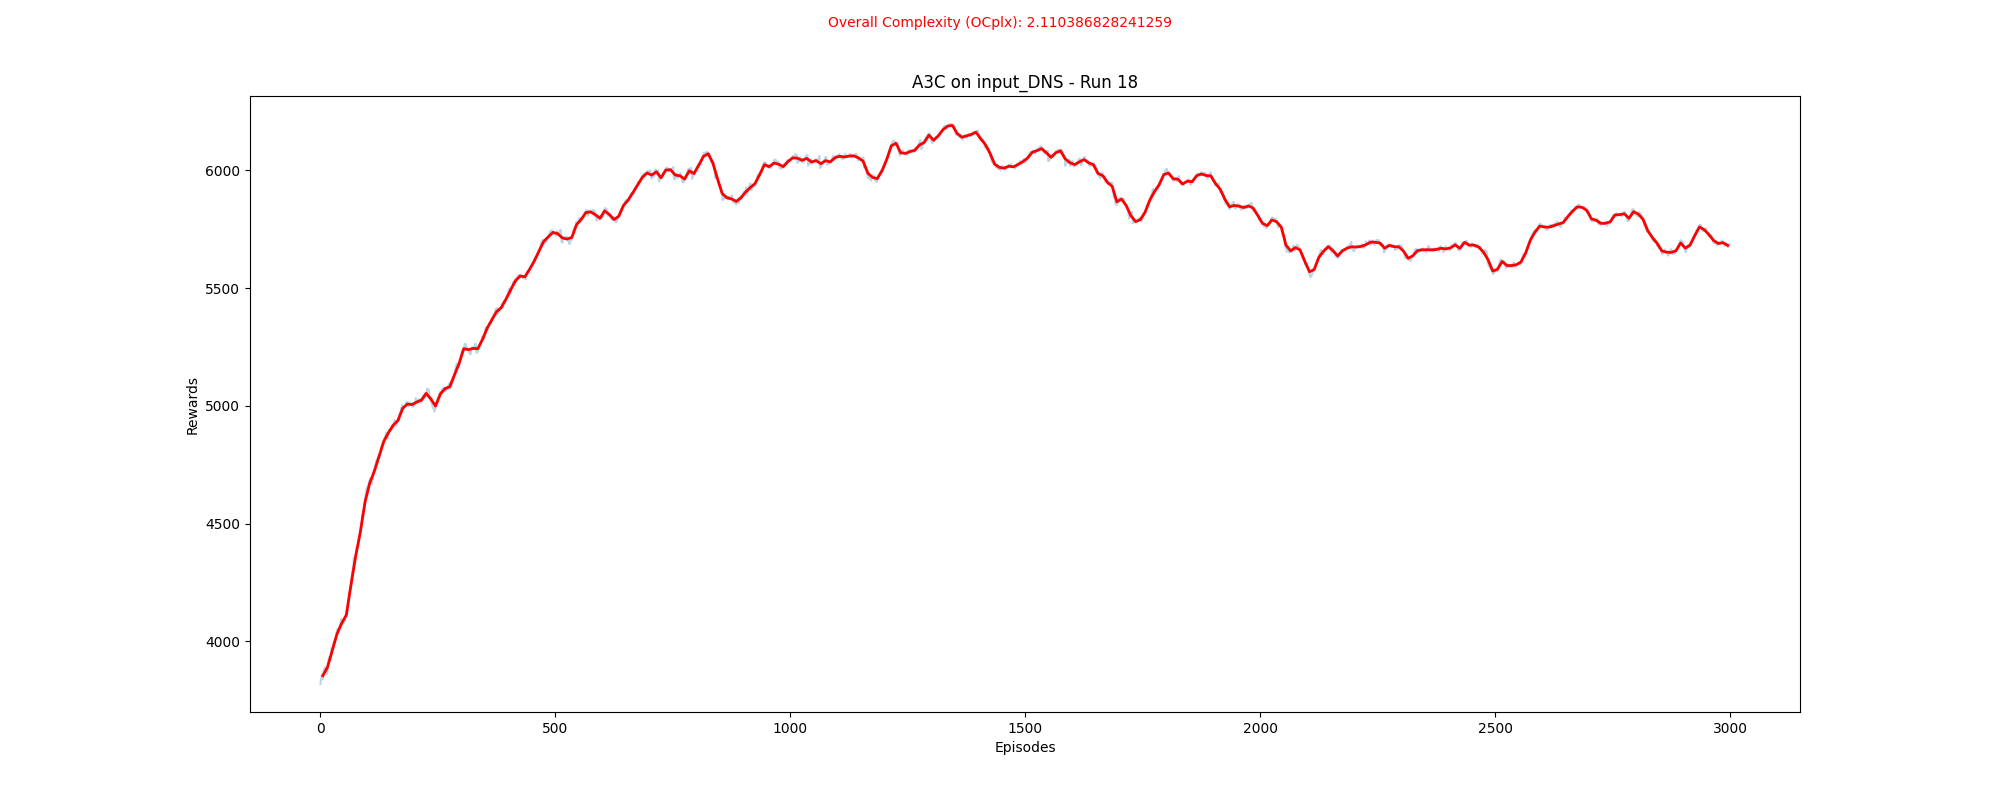 Overall Complexity (OCplx): 2.110386828241259
A3C on input_DNS - Run 18
6000
5500
5000
4500
4000
Rewards
0 500 1000 1500 2000 2500 3000
Episodes